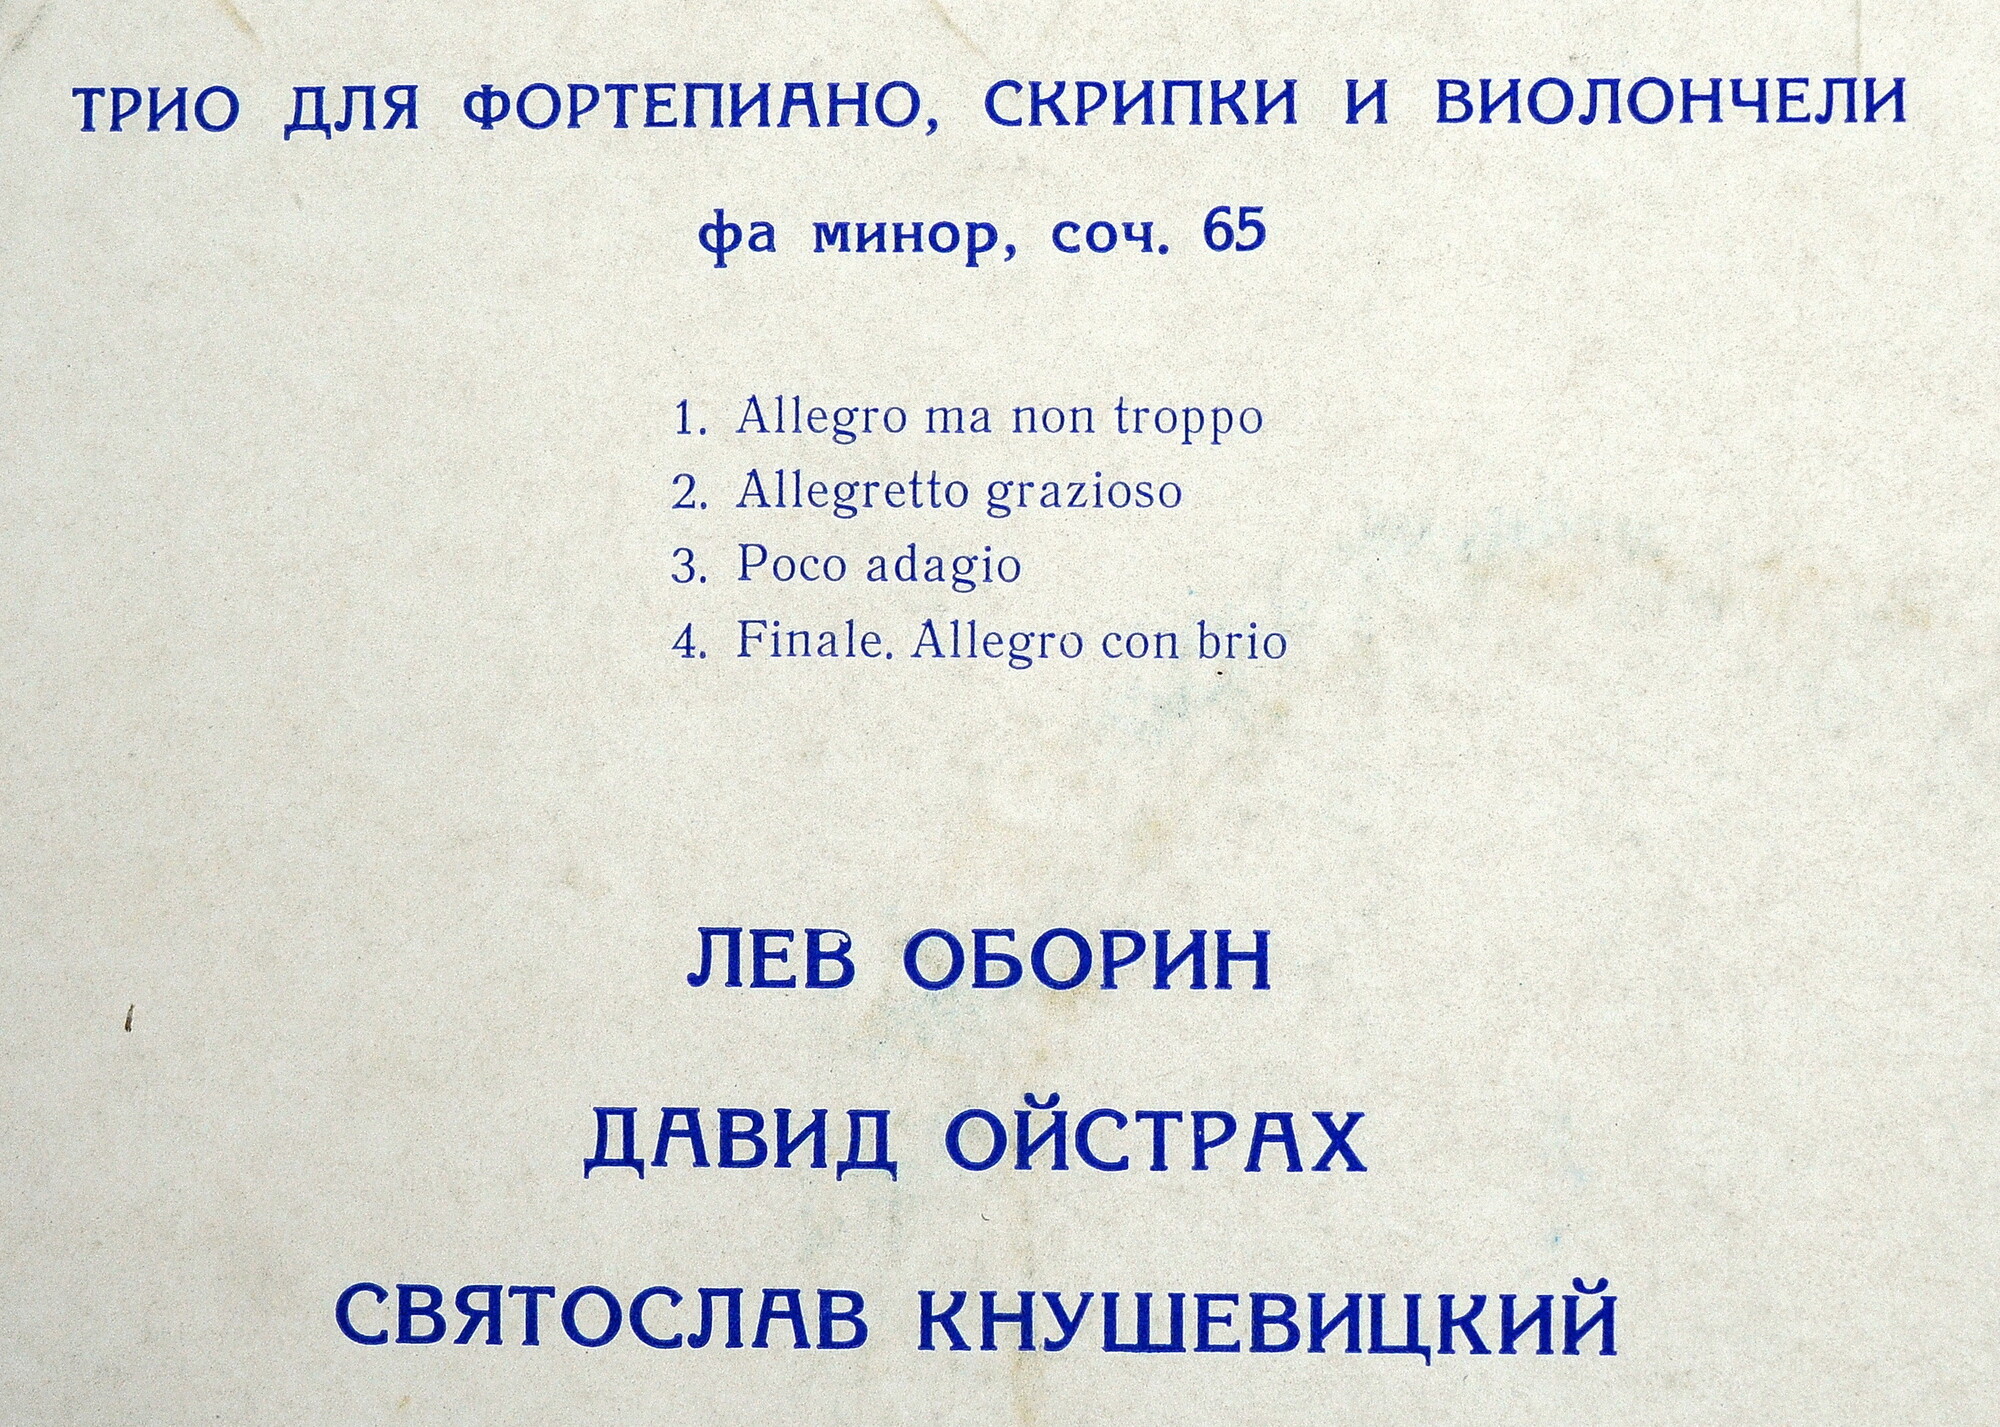 ТРИО ДЛЯ ФОРТЕПИАНО, СКРИПКИ И ВИОЛОНЧЕЛИ
фа минор, соч. 65
1. Allegro ma non troppo
2. Allegretto grazioso
3. Poco adagio
4. Finale. Allegro con brio
ЛЕВ ОБОРИН
ДАВИД ОЙСТРАХ
СВЯТОСЛАВ КНУШЕВИЦКИЙ